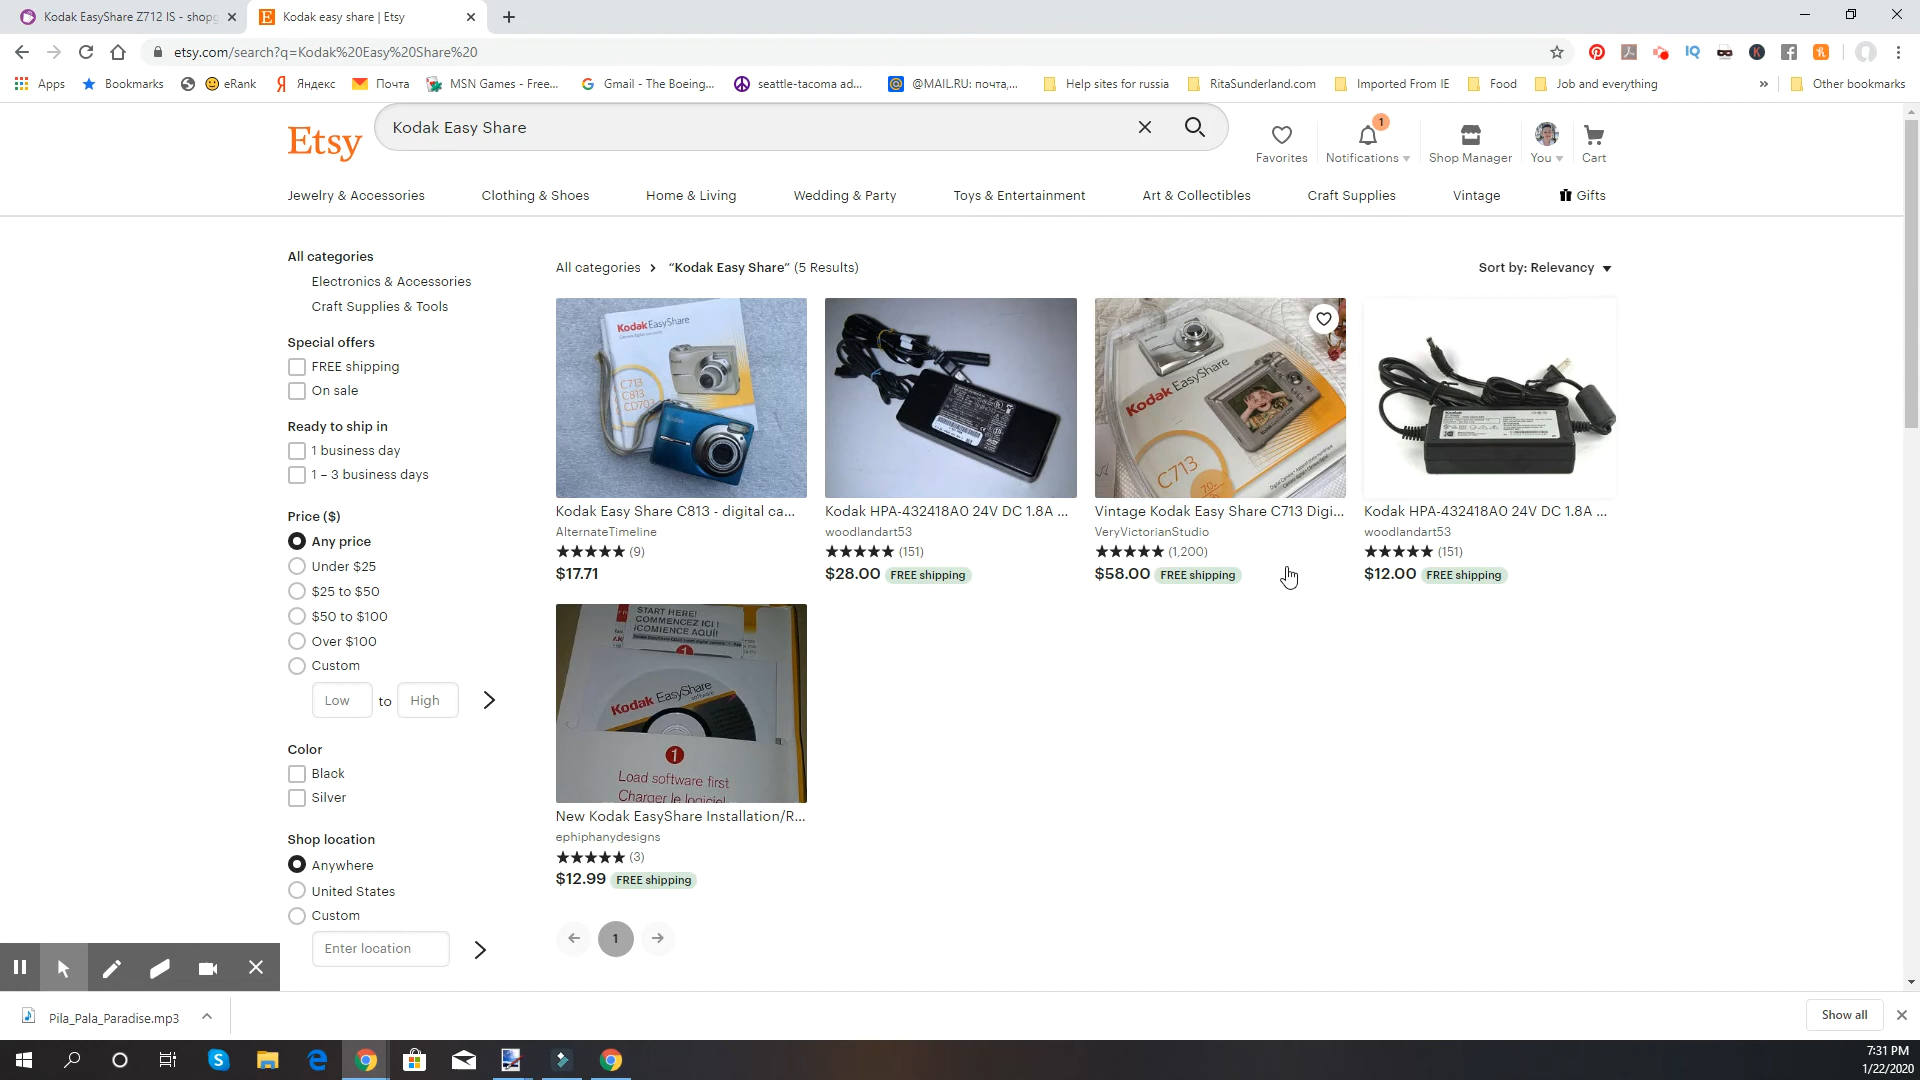 Kodak EasyShare Z712 IS - shopg
Kodak easy share | Etsy
etsy.com/search?q=Kodak%20Easy%20Share%20
Apps
Bookmarks
eRank
Яндекс
Почта
MSN Games - Free...
Gmail - The Boeing...
seattle-tacoma ad...
@MAIL.RU: почта,...
Help sites for russia
RitaSunderland.com
Imported From IE
Food
Job and everything
»
Other bookmarks
Etsy
Kodak Easy Share
Favorites
1
Notifications
Shop Manager
You
Cart
Jewelry & Accessories
Clothing & Shoes
Home & Living
Wedding & Party
Toys & Entertainment
Art & Collectibles
Craft Supplies
Vintage
Gifts
All categories
Electronics & Accessories
Craft Supplies & Tools
Special offers
FREE shipping
On sale
Ready to ship in
1 business day
1 – 3 business days
Price ($)
Any price
Under $25
$25 to $50
$50 to $100
Over $100
Custom
Low to High
Color
Black
Silver
Shop location
Anywhere
United States
Custom
Enter location
All categories > “Kodak Easy Share” (5 Results)
Sort by: Relevancy
Kodak EasyShare
C713
C813
CD703
Kodak Easy Share C813 - digital ca...
AlternateTimeline
(9)
$17.71
Kodak HPA-432418A0 24V DC 1.8A ...
woodlandart53
(151)
$28.00 FREE shipping
Kodak EasyShare
C713
Vintage Kodak Easy Share C713 Digi...
VeryVictorianStudio
(1,200)
$58.00 FREE shipping
Kodak
Kodak HPA-432418A0 24V DC 1.8A ...
woodlandart53
(151)
$12.00 FREE shipping
START HERE!
COMMENCEZ ICI !
¡COMIENCE AQUÍ!
Kodak EasyShare
software
1
Load software first
Charger le logiciel
New Kodak EasyShare Installation/R...
ephiphanydesigns
(3)
$12.99 FREE shipping
1
Pila_Pala_Paradise.mp3
Show all
7:31 PM
1/22/2020